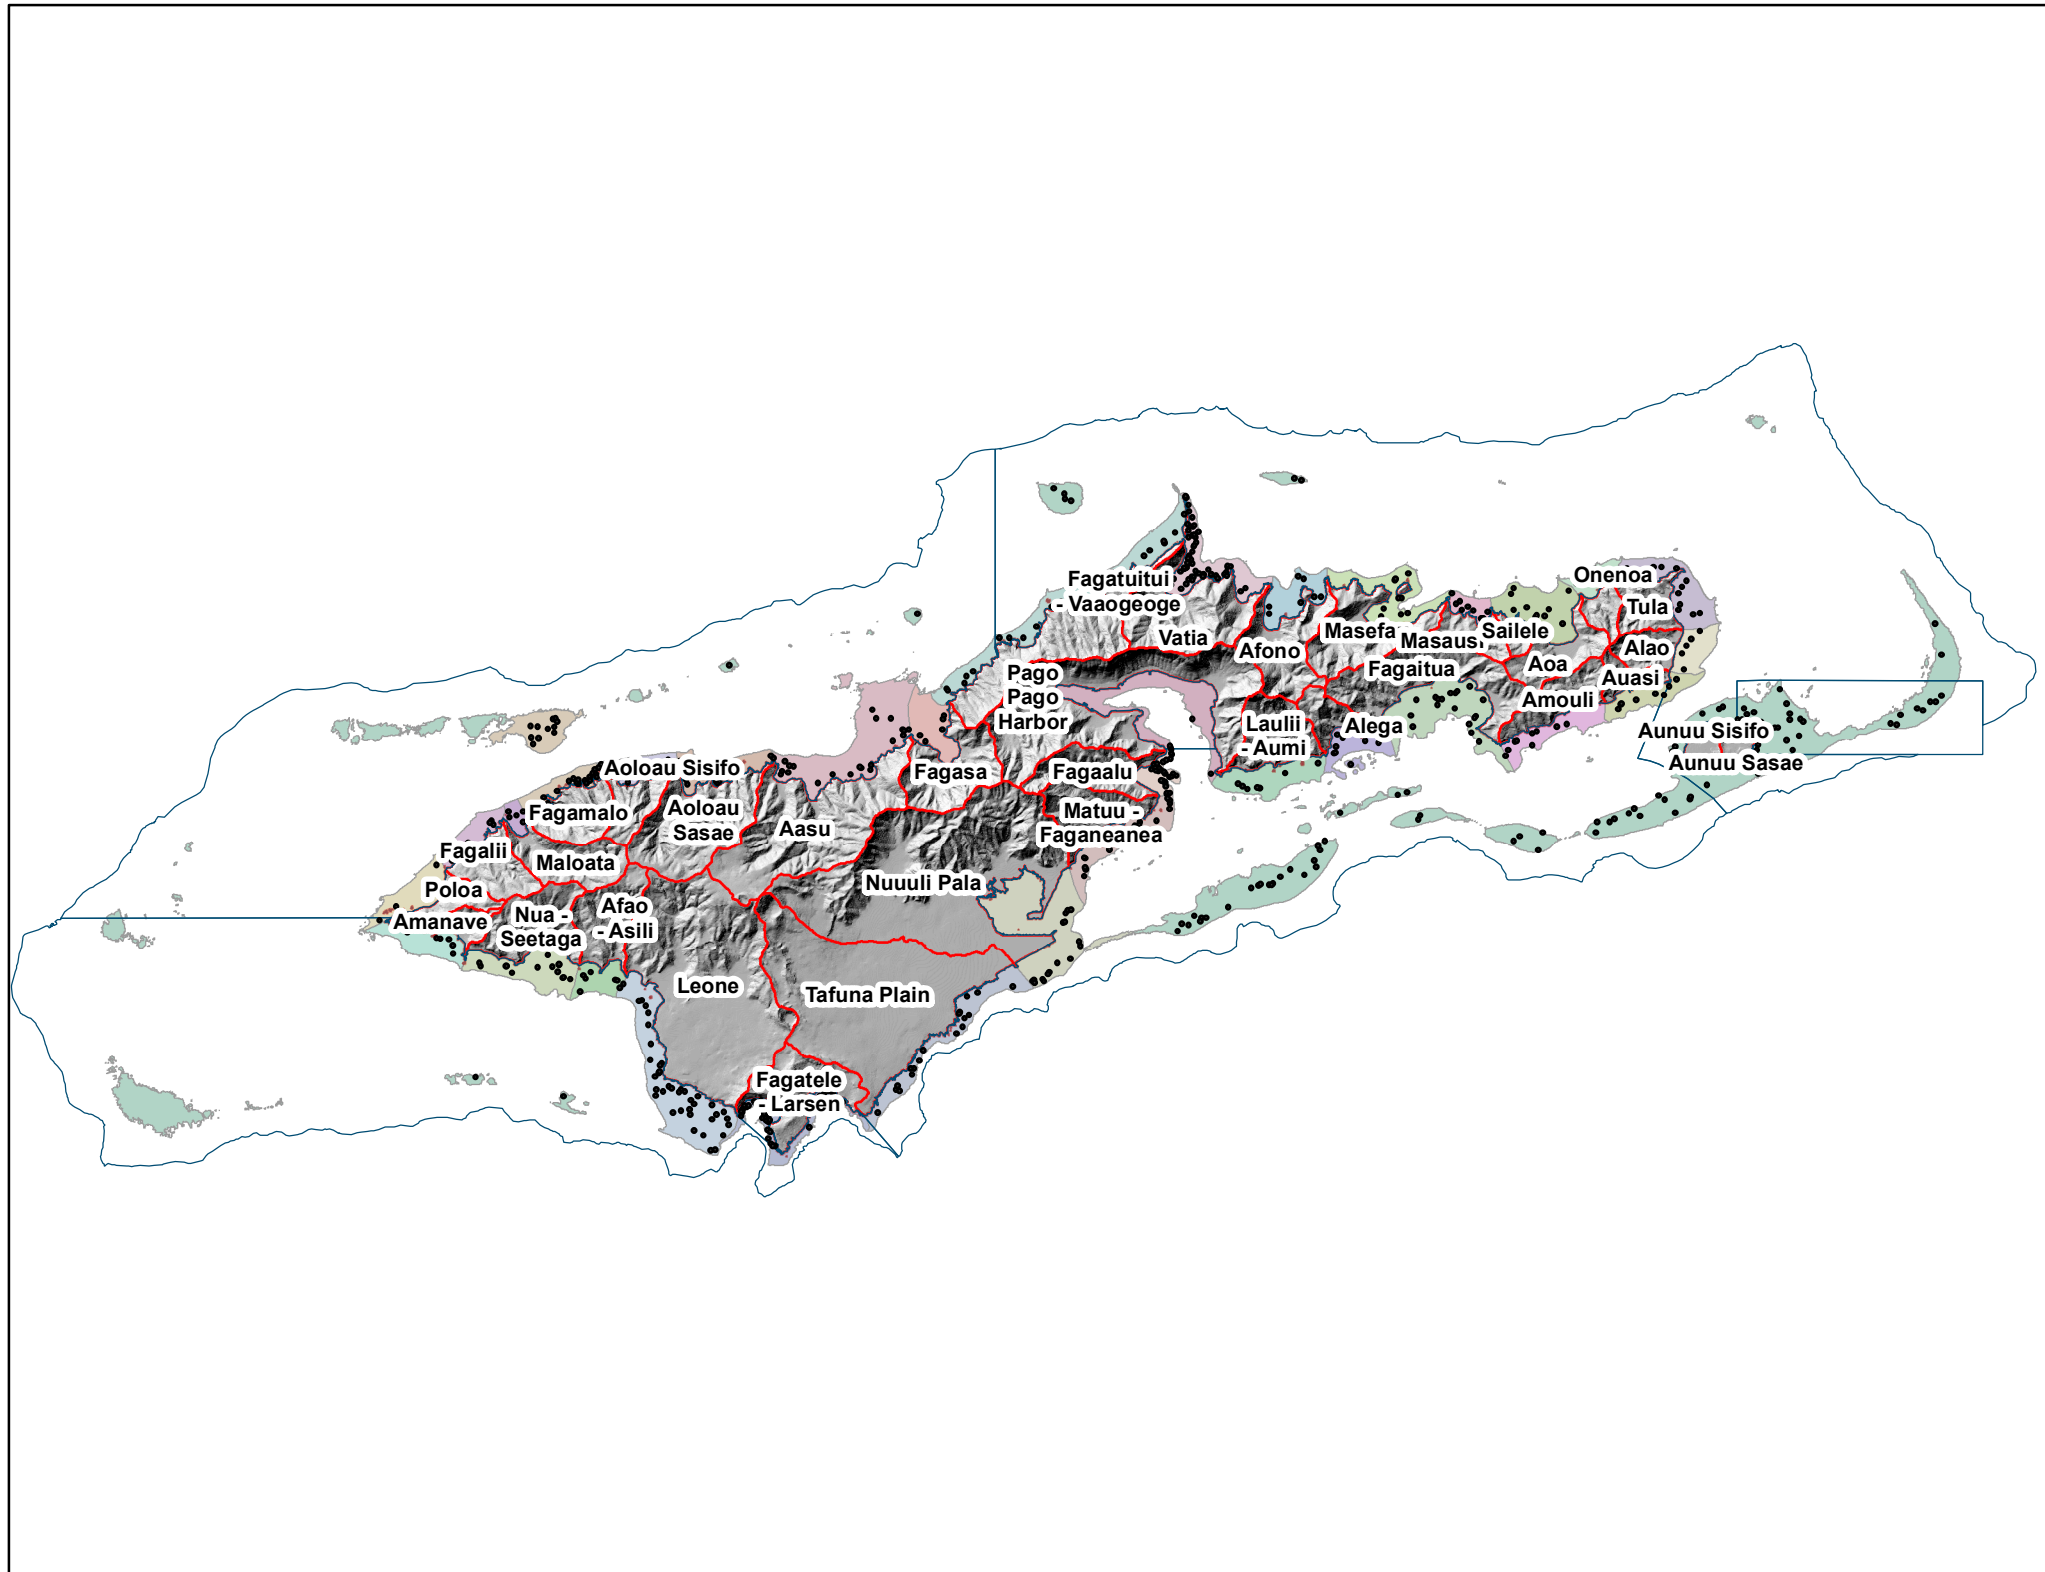 Onenoa
Fagatuitui
- Vaaogeoge
Tula
Vatia
Masefa
Masausi
Sailele
Afono
Alao
Aoa
Fagaitua
Pago
Auasi
Pago
Harbor
Amouli
Laulii
- Aumi
Alega
Aunuu Sisifo
Aunuu Sasae
Aoloau Sisifo
Fagasa
Fagaalu
Fagamalo
Aoloau
Sasae
Aasu
Matuu -
Faganeanea
Fagalii
Maloata
Nuuuli Pala
Poloa
Amanave
Nua -
Seetaga
Afao
- Asili
Leone
Tafuna Plain
Fagatele
- Larsen